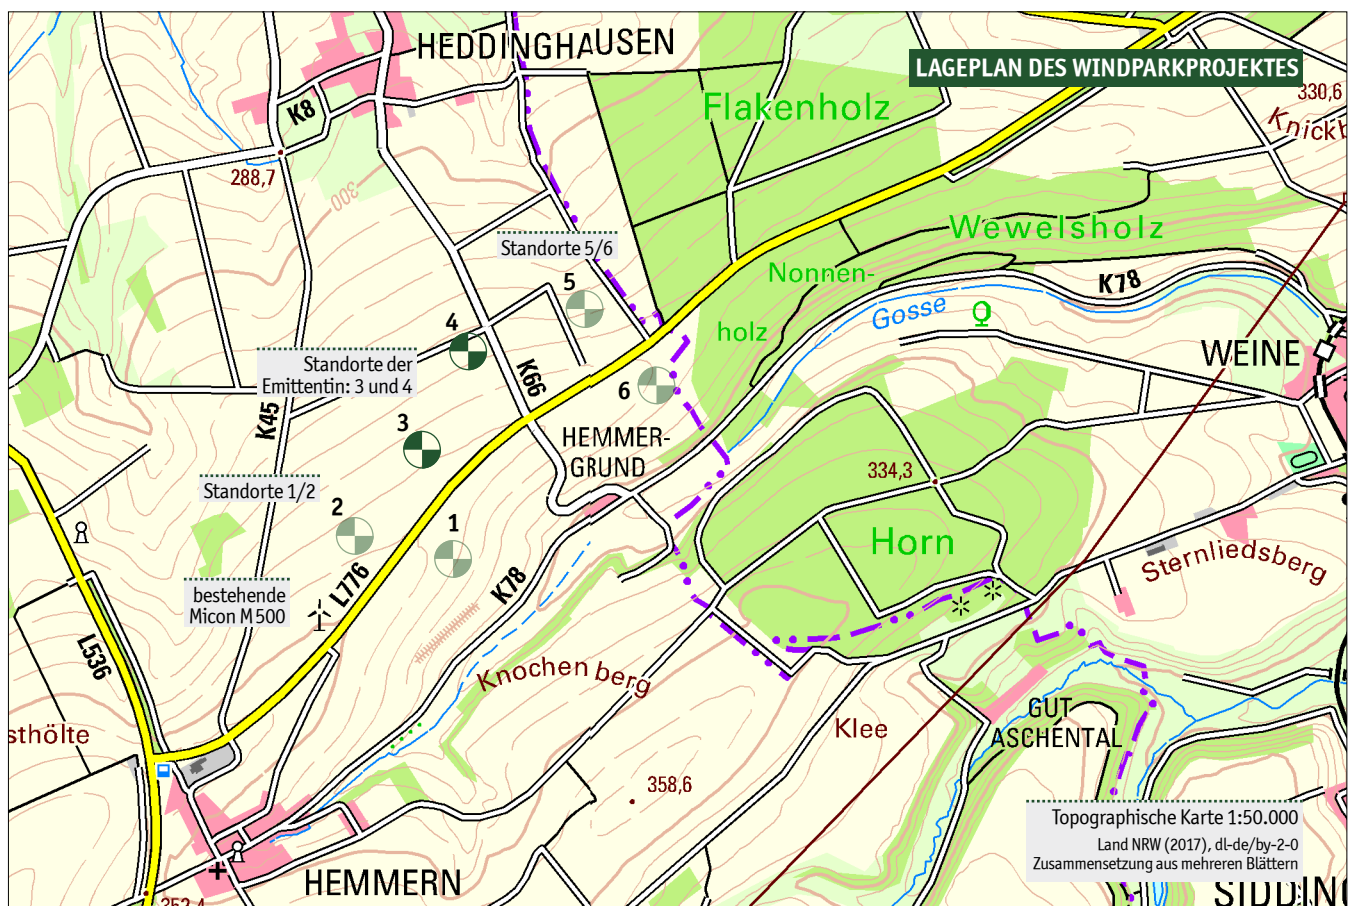 HEDDINGHAUSEN
LAGEPLAN DES WINDPARKPROJEKTES
330,6
Flakenholz
K8
288,7
300
Wewelsholz
Standorte 5/6
Nonnen-
holz
5
K78
Gosse
4
Standorte der
Emittentin: 3 und 4
K66
WEINE
6
K45
3
HEMMER-
GRUND
334,3
Standorte 1/2
2
1
Horn
Sternliedsberg
bestehende
Micon M 500
L776
K78
L536
Knochen berg
sthölte
Klee
GUT
ASCHENTAL
358,6
Topographische Karte 1:50.000
Land NRW (2017), dl-de/by-2-0
Zusammensetzung aus mehreren Blättern
HEMMERN
352,4
SIDDING